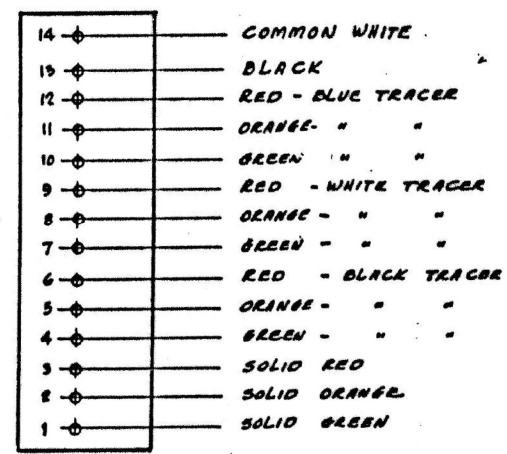 14 COMMON WHITE
13 BLACK
12 RED - BLUE TRACER
11 ORANGE- " "
10 GREEN " "
9 RED - WHITE TRACER
8 ORANGE - " "
7 GREEN - " "
6 RED - BLACK TRACER
5 ORANGE - " "
4 GREEN - " "
3 SOLID RED
2 SOLID ORANGE
1 SOLID GREEN